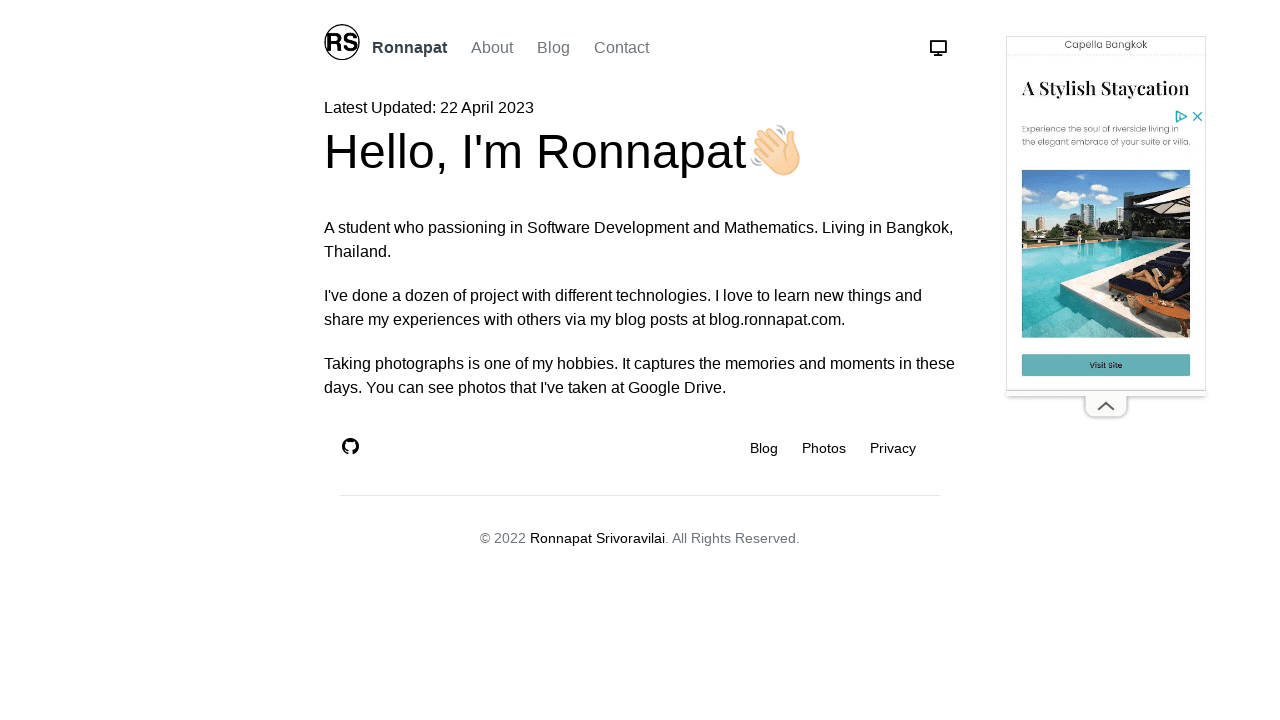 RS
Ronnapat About Blog Contact
Latest Updated: 22 April 2023
Hello, I'm Ronnapat👋🏻
A student who passioning in Software Development and Mathematics. Living in Bangkok,
Thailand.
I've done a dozen of project with different technologies. I love to learn new things and
share my experiences with others via my blog posts at blog.ronnapat.com.
Taking photographs is one of my hobbies. It captures the memories and moments in these
days. You can see photos that I've taken at Google Drive.
Blog Photos Privacy
© 2022 Ronnapat Srivoravilai. All Rights Reserved.
Capella Bangkok
A Stylish Staycation
Experience the soul of riverside living in
the elegant embrace of your suite or villa.
Visit Site